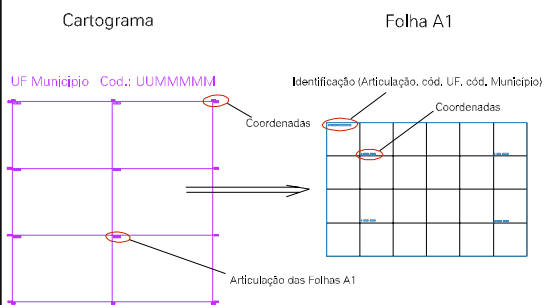 Cartograma
Folha A1
UF Município Cod.: UUMMMMM
Identificação (Articulação, cód. UF, cód. Município)
Coordenadas
Coordenadas
Articulação das Folhas A1